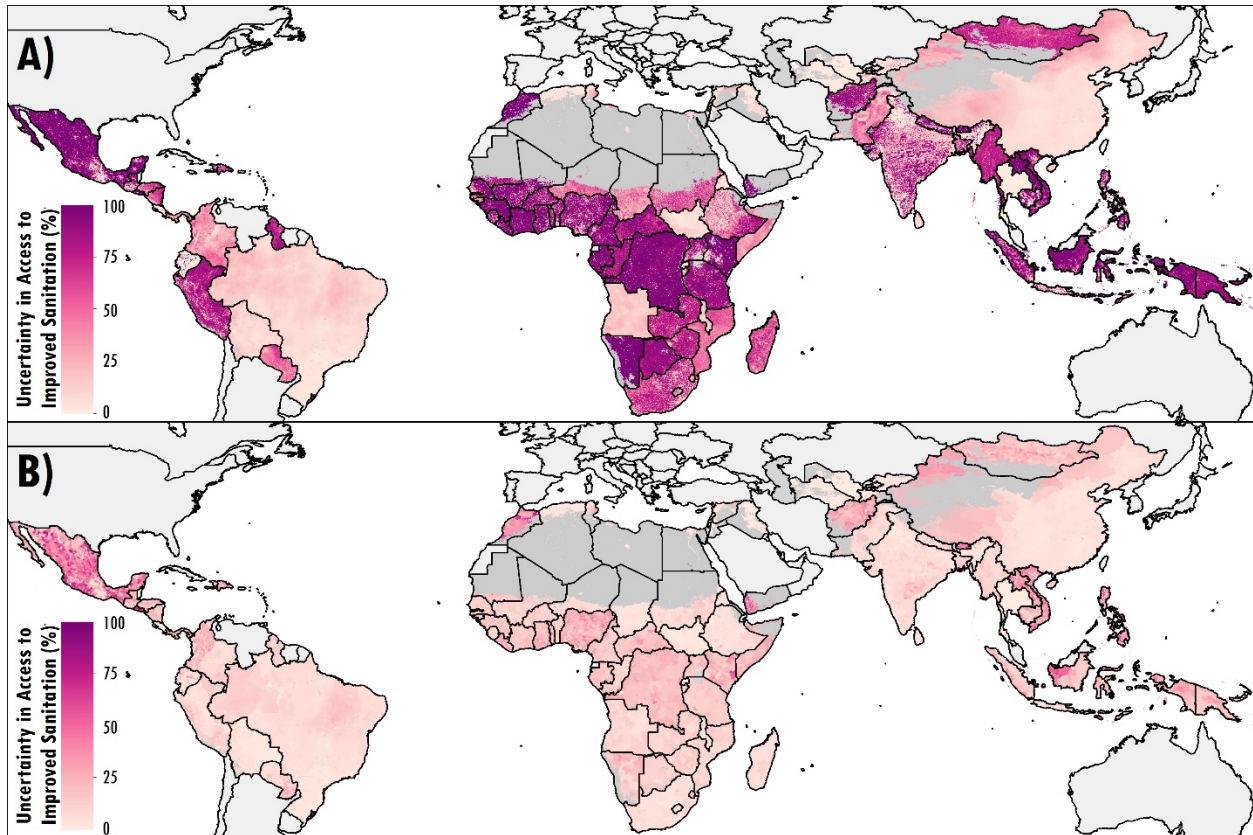 A)
Uncertainty in Access to
Improved Sanitation (%)
100
75
50
25
0
B)
Uncertainty in Access to
Improved Sanitation (%)
100
75
50
25
0